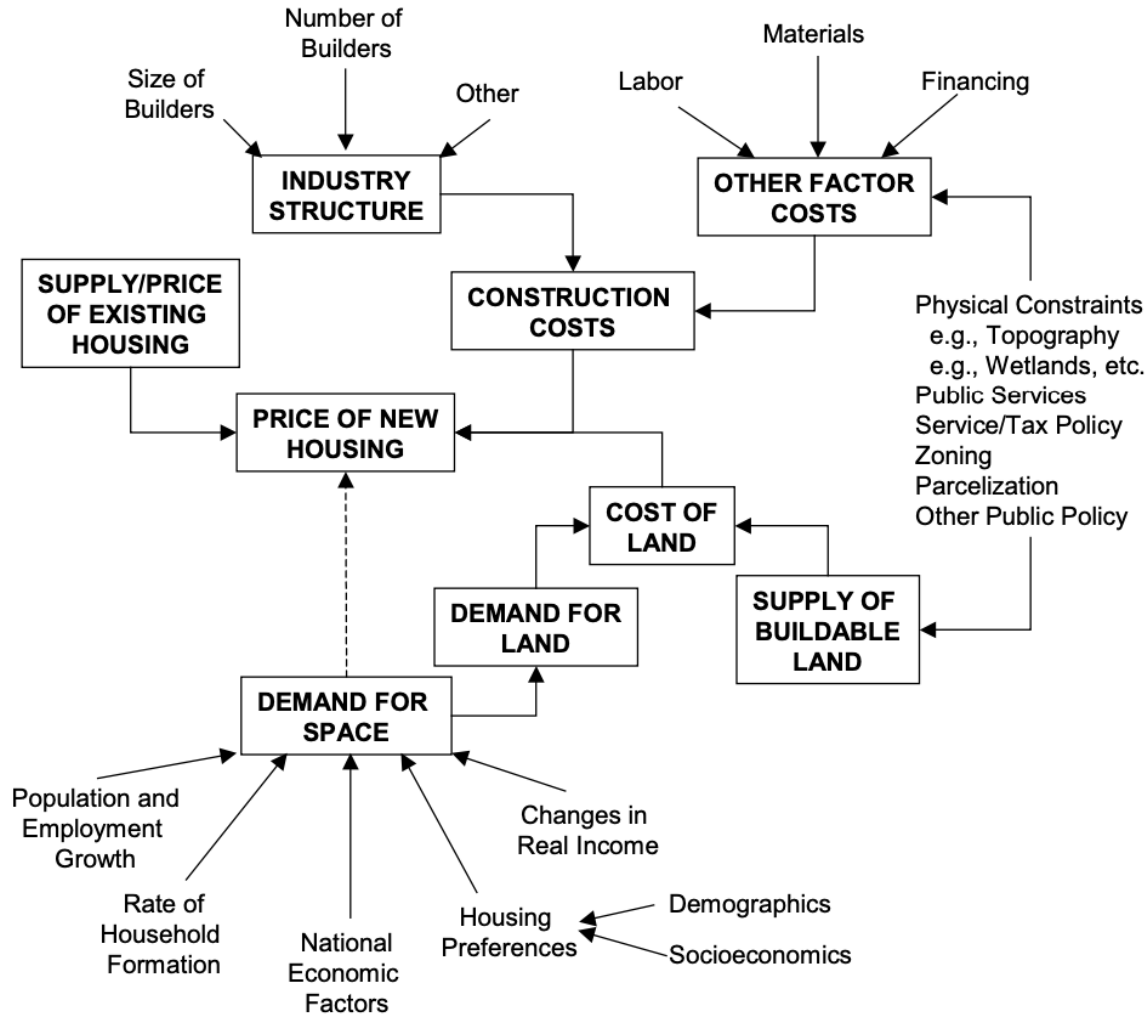 Number of
Builders
Size of
Builders
Other
Materials
Labor
Financing
INDUSTRY
STRUCTURE
OTHER FACTOR
COSTS
SUPPLY/PRICE
OF EXISTING
HOUSING
CONSTRUCTION
COSTS
Physical Constraints
e.g., Topography
e.g., Wetlands, etc.
Public Services
Service/Tax Policy
Zoning
Parcelization
Other Public Policy
PRICE OF NEW
HOUSING
COST OF
LAND
DEMAND FOR
LAND
SUPPLY OF
BUILDABLE
LAND
DEMAND FOR
SPACE
Population and
Employment
Growth
Changes in
Real Income
Rate of
Household
Formation
National
Economic
Factors
Housing
Preferences
Demographics
Socioeconomics